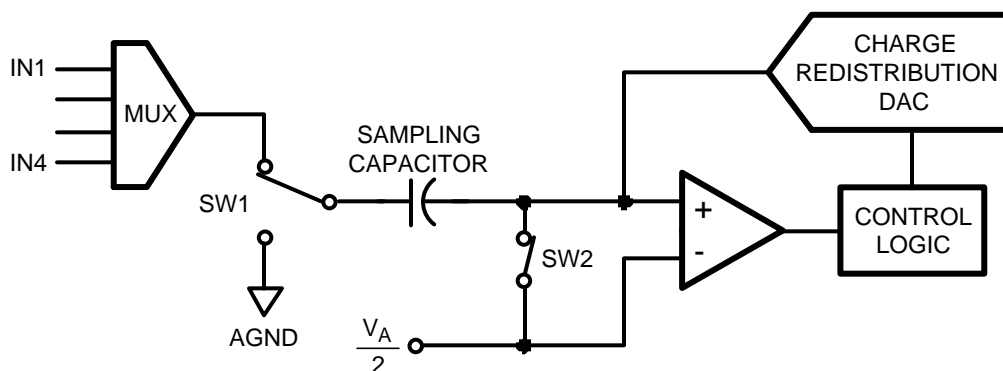 CHARGE
REDISTRIBUTION
DAC
IN1
MUX
IN4
SAMPLING
CAPACITOR
SW1
+
-
SW2
CONTROL
LOGIC
AGND
V_A
2